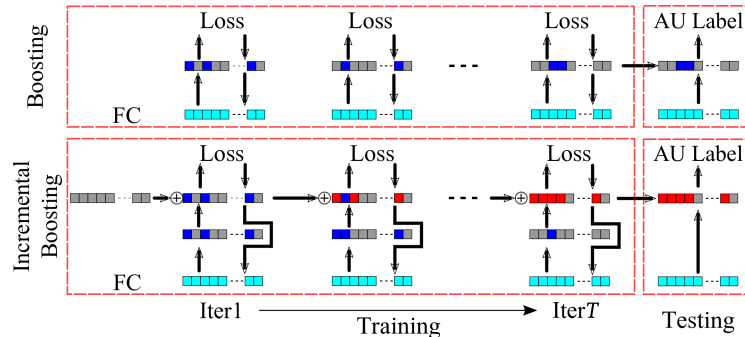 Boosting
Loss
Loss
Loss
AU Label
FC
Incremental
Boosting
Loss
Loss
Loss
AU Label
FC
Iter1
Training
IterT
Testing